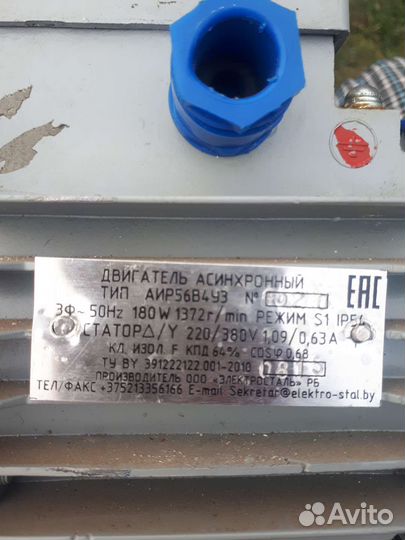 ДВИГАТЕЛЬ АСИНХРОННЫЙ
ТИП АИР56В4У3 №
EAC
3Ф~ 50Hz 180W 1372г/min РЕЖИМ S1 IP54
СТАТОР△/Y 220/380V 1,09/0,63A
КЛ. ИЗОЛ. F КПД 64% COSφ 0,68
ТУ BY 391222122.001-2010
ПРОИЗВОДИТЕЛЬ ООО «ЭЛЕКТРОСТАЛЬ» РБ
ТЕЛ/ФАКС +375213356166 E-mail Sekretar@elektro-stal.by
Avito